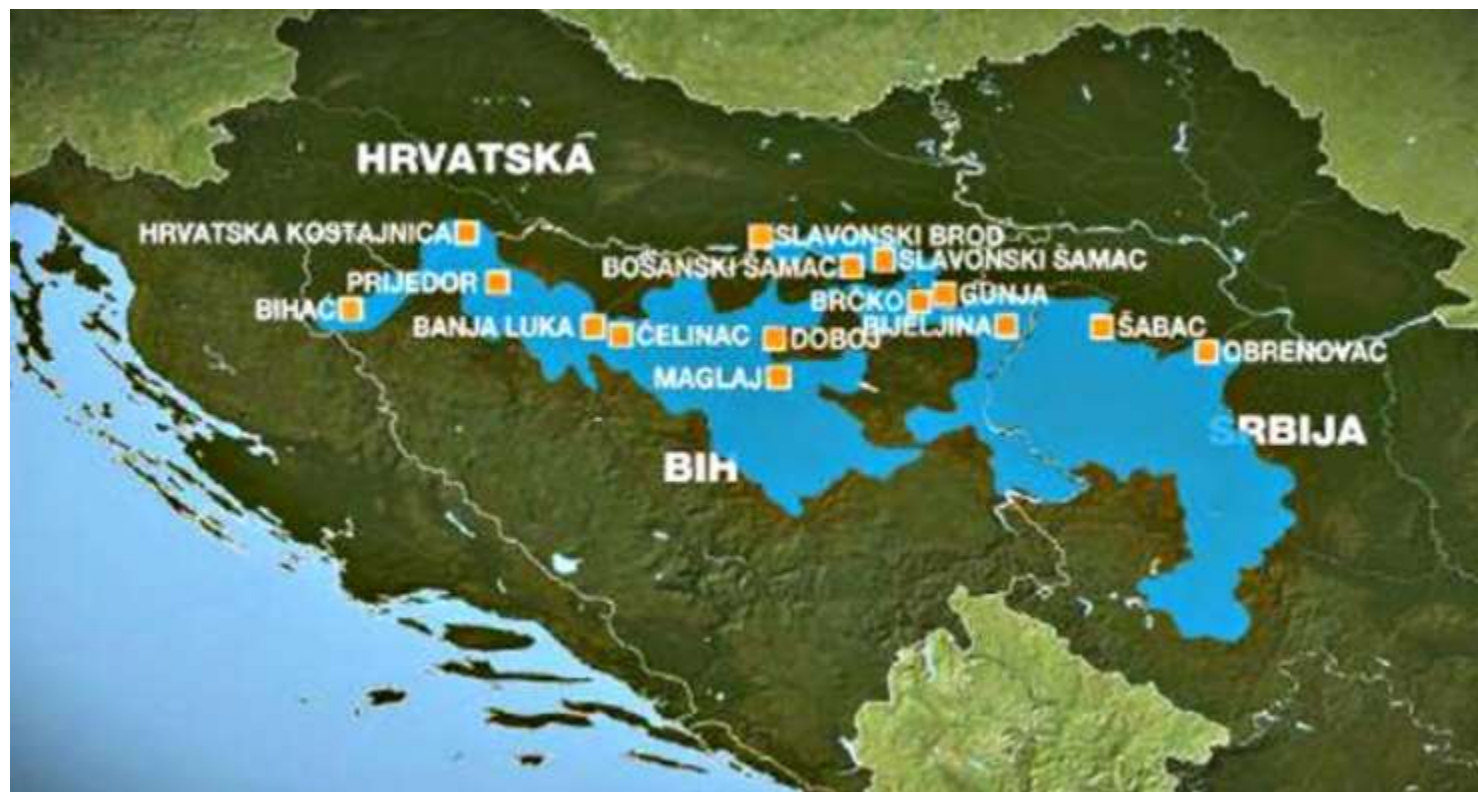 HRVATSKA
HRVATSKA KOSTAJNICA
SLAVONSKI BROD
BOSANSKI ŠAMAC
SLAVONSKI ŠAMAC
PRIJEDOR
BIHAĆ
BRČKO
GUNJA
BANJA LUKA
ČELINAC
DOBOJ
BIJELJINA
ŠABAC
OBRENOVAC
MAGLAJ
SRBIJA
BIH